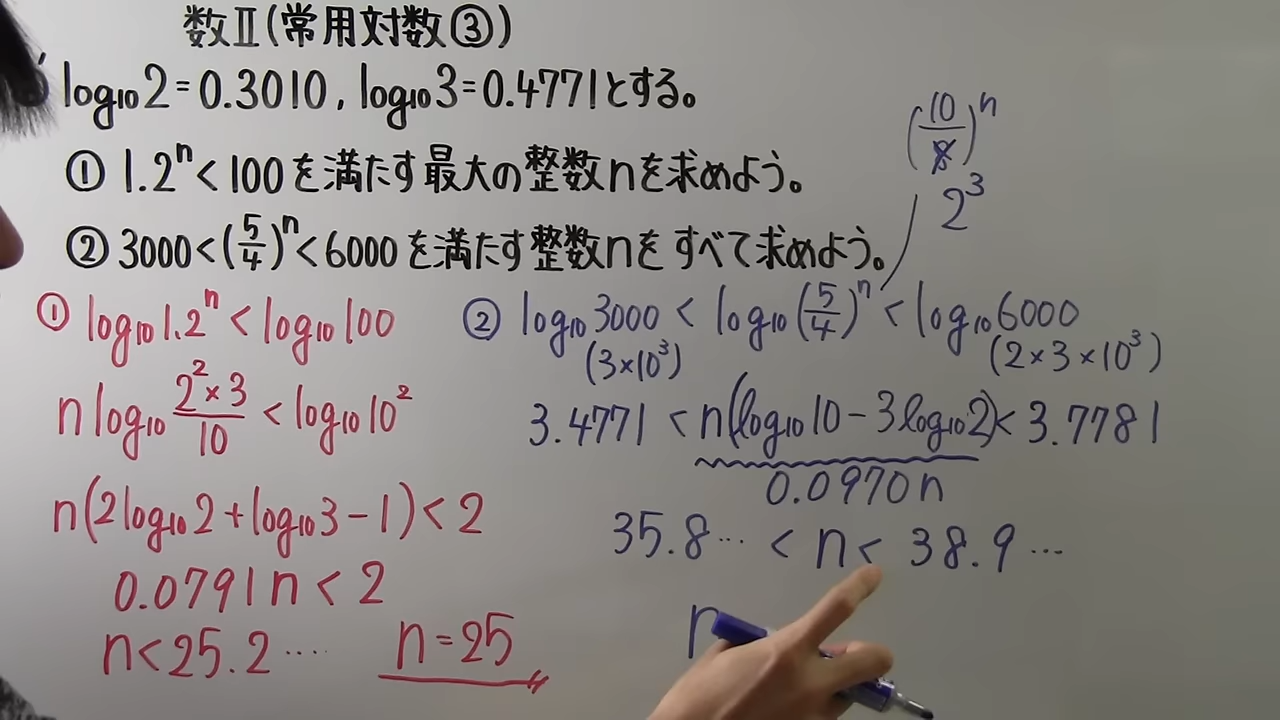 数Ⅱ(常用対数③)
log₁₀2=0.3010, log₁₀3=0.4771とする。
① 1.2ⁿ<100を満たす最大の整数nを求めよう。
② 3000<(5/4)ⁿ<6000を満たす整数nをすべて求めよう。
(10/8)ⁿ
2³
① log₁₀1.2ⁿ < log₁₀100
n log₁₀ (2²×3)/10 < log₁₀10²
n(2log₁₀2+log₁₀3-1)<2
0.0791n<2
n<25.2‥‥
n=25
② log₁₀3000 < log₁₀(5/4)ⁿ < log₁₀6000
(3×10³) (2×3×10³)
3.4771 < n(log₁₀10-3log₁₀2)< 3.7781
0.0970n
35.8… < n < 38.9…
n